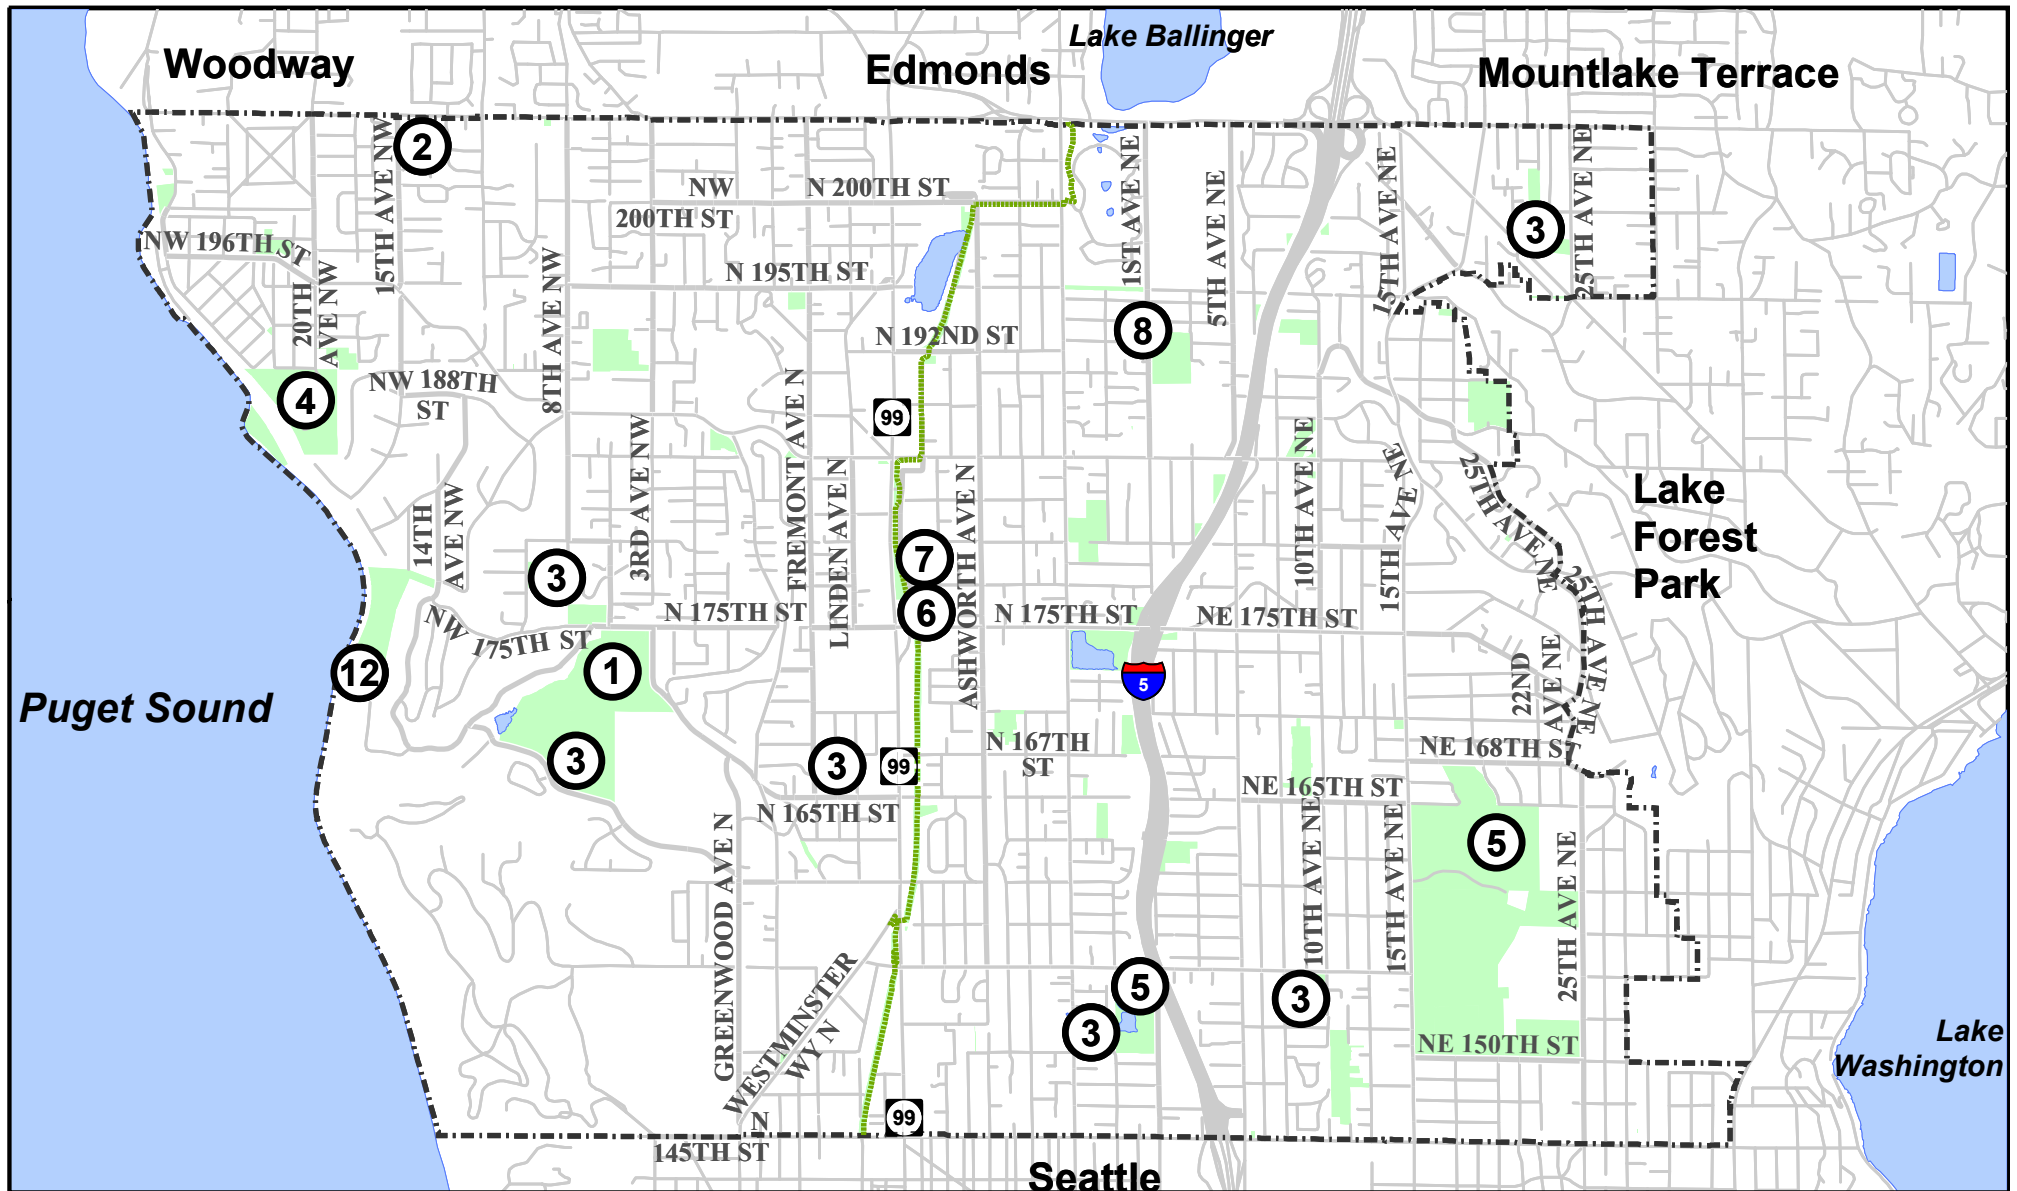 Lake Ballinger
Woodway
Edmonds
Mountlake Terrace
2
15TH AVE NW
1ST AVE NE
15TH AVE NE
25TH AVE NE
NW
200TH ST
N 200TH ST
5TH AVE NE
3
NW 196TH ST
N 195TH ST
20TH
AVE NW
8TH AVE NW
N 192ND ST
8
4
NW 188TH
ST
99
FREMONT AVE N
3RD AVE NW
LINDEN AVE N
ASHWORTH AVE N
10TH AVE NE
15TH AVE NE
25TH AVE NE
Lake
Forest
Park
14TH
AVE NW
3
7
6
25TH AVE NE
NW 175TH ST
N 175TH ST
N 175TH ST
NE 175TH ST
12
1
5
22ND
AVE NE
Puget Sound
3
3
99
N 167TH
ST
NE 168TH ST
N 165TH ST
NE 165TH ST
GREENWOOD AVE N
10TH AVE NE
15TH AVE NE
5
25TH AVE NE
WESTMINSTER
WY N
5
3
3
NE 150TH ST
Lake
Washington
99
N
145TH ST
Seattle